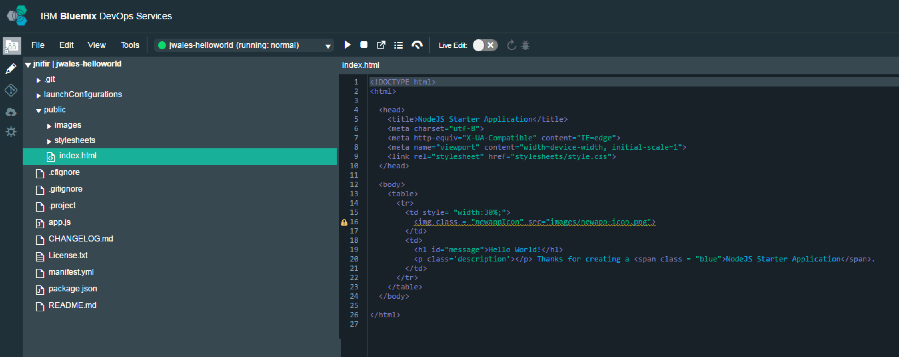 IBM Bluemix DevOps Services
File Edit View Tools jwales-helloworld (running: normal) Live Edit:
jnifir | jwales-helloworld
.git
launchConfigurations
public
images
stylesheets
index.html
.cfignore
.gitignore
.project
app.js
CHANGELOG.md
License.txt
manifest.yml
package.json
README.md
index.html
1 <!DOCTYPE html>
2 <html>
3
4 <head>
5 <title>NodeJS Starter Application</title>
6 <meta charset="utf-8">
7 <meta http-equiv="X-UA-Compatible" content="IE=edge">
8 <meta name="viewport" content="width=device-width, initial-scale=1">
9 <link rel="stylesheet" href="stylesheets/style.css">
10 </head>
11
12 <body>
13 <table>
14 <tr>
15 <td style= "width:30%;">
16 <img class = "newappIcon" src="images/newapp-icon.png">
17 </td>
18 <td>
19 <h1 id="message">Hello World!</h1>
20 <p class='description'></p> Thanks for creating a <span class = "blue">NodeJS Starter Application</span>.
21 </td>
22 </tr>
23 </table>
24 </body>
25
26 </html>
27